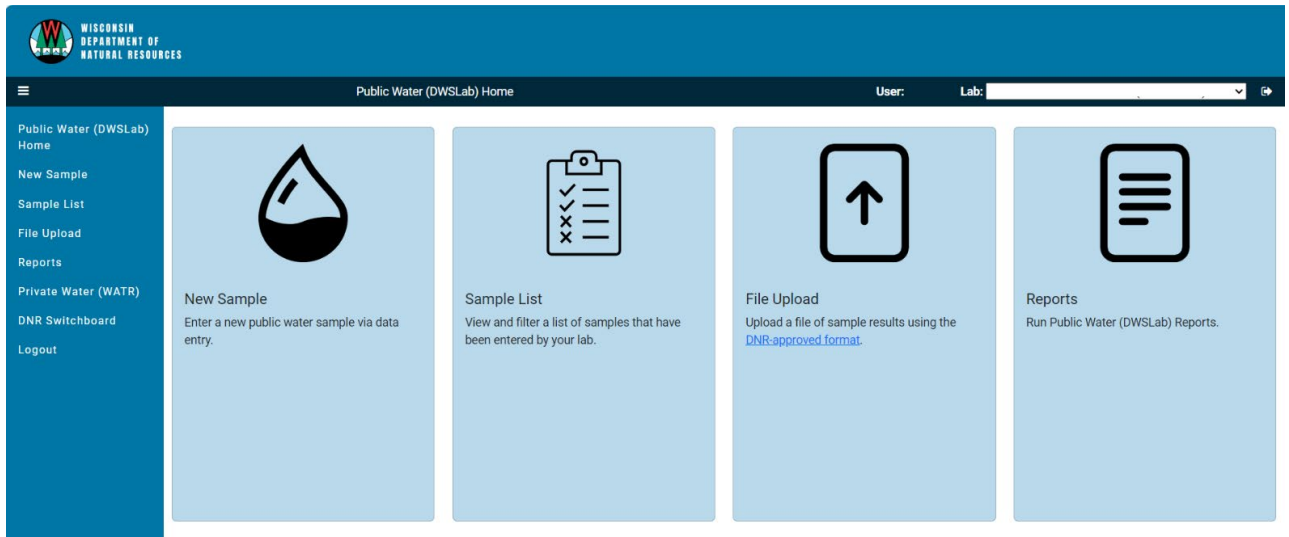 WISCONSIN
DEPARTMENT OF
NATURAL RESOURCES
Public Water (DWSLab) Home
User:
Lab:
Public Water (DWSLab)
Home
New Sample
Sample List
File Upload
Reports
Private Water (WATR)
DNR Switchboard
Logout
New Sample
Enter a new public water sample via data
entry.
Sample List
View and filter a list of samples that have
been entered by your lab.
File Upload
Upload a file of sample results using the
DNR-approved format.
Reports
Run Public Water (DWSLab) Reports.